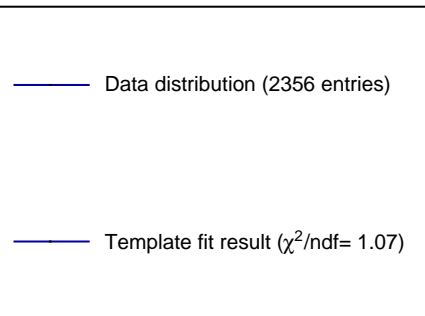 Data distribution (2356 entries)
Template fit result (χ²/ndf= 1.07)